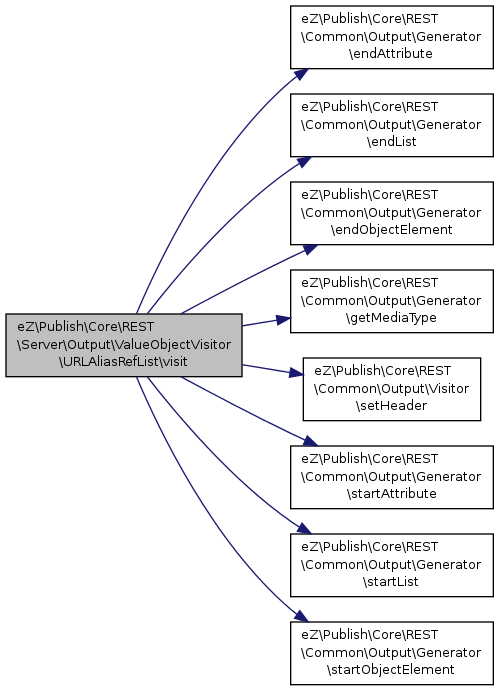 eZ\Publish\Core\REST
\Common\Output\Generator
\endAttribute
eZ\Publish\Core\REST
\Common\Output\Generator
\endList
eZ\Publish\Core\REST
\Common\Output\Generator
\endObjectElement
eZ\Publish\Core\REST
\Common\Output\Generator
\getMediaType
eZ\Publish\Core\REST
\Server\Output\ValueObjectVisitor
\URLAliasRefList\visit
eZ\Publish\Core\REST
\Common\Output\Visitor
\setHeader
eZ\Publish\Core\REST
\Common\Output\Generator
\startAttribute
eZ\Publish\Core\REST
\Common\Output\Generator
\startList
eZ\Publish\Core\REST
\Common\Output\Generator
\startObjectElement